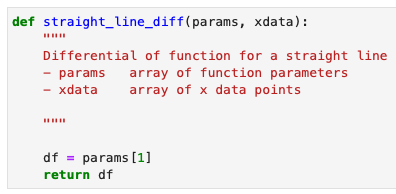 def straight_line_diff(params, xdata):
    """
    Differential of function for a straight line
    - params   array of function parameters
    - xdata    array of x data points

    """

    df = params[1]
    return df